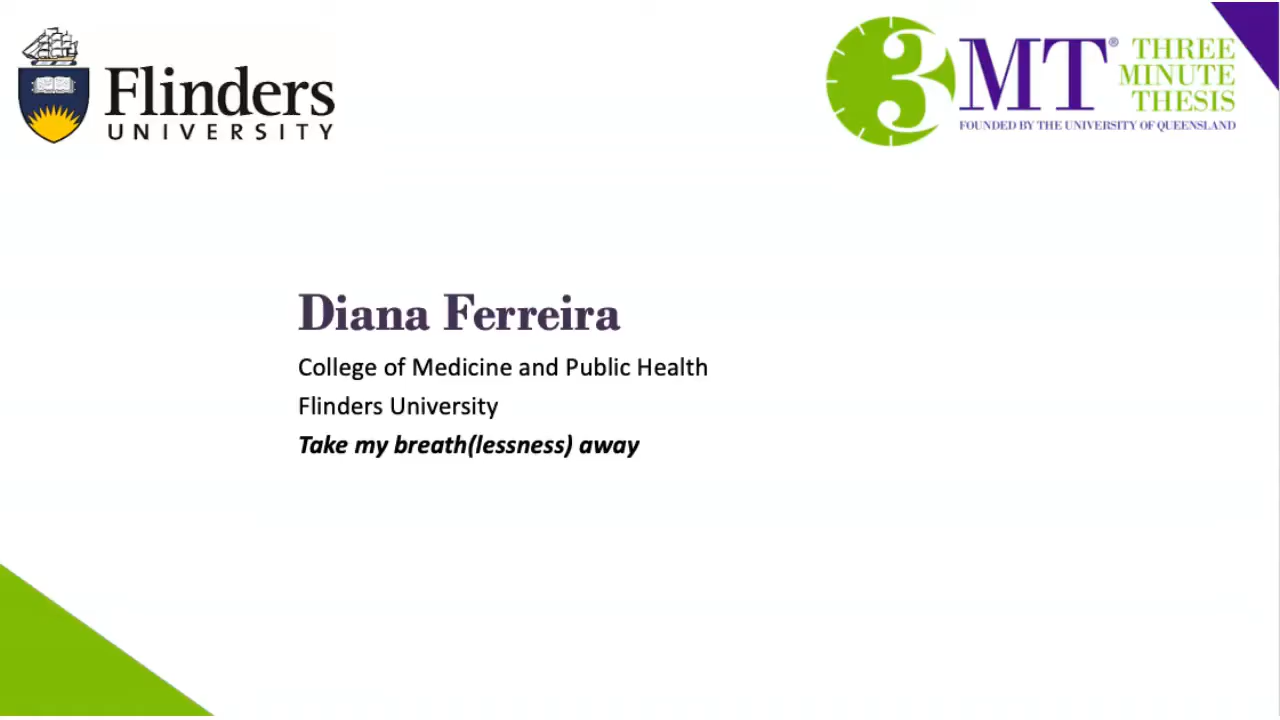 Flinders
UNIVERSITY
3MT® THREE
MINUTE
THESIS
FOUNDED BY THE UNIVERSITY OF QUEENSLAND
Diana Ferreira
College of Medicine and Public Health
Flinders University
Take my breath(lessness) away